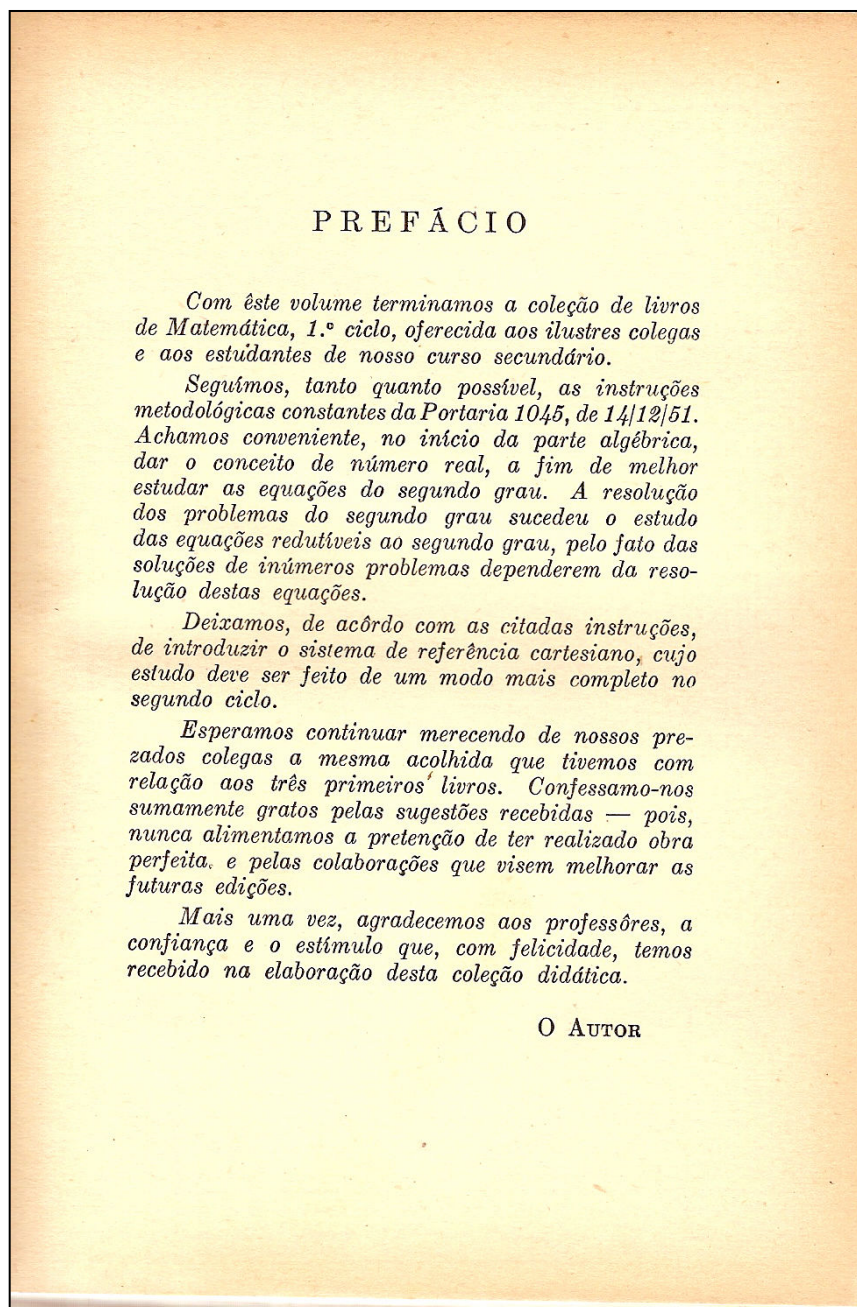 PREFÁCIO
Com êste volume terminamos a coleção de livros
de Matemática, 1.º ciclo, oferecida aos ilustres colegas
e aos estudantes de nosso curso secundário.
Seguimos, tanto quanto possível, as instruções
metodológicas constantes da Portaria 1045, de 14/12/51.
Achamos conveniente, no início da parte algébrica,
dar o conceito de número real, a fim de melhor
estudar as equações do segundo grau. A resolução
dos problemas do segundo grau sucedeu o estudo
das equações redutíveis ao segundo grau, pelo fato das
soluções de inúmeros problemas dependerem da reso-
lução destas equações.
Deixamos, de acôrdo com as citadas instruções,
de introduzir o sistema de referência cartesiano, cujo
estudo deve ser feito de um modo mais completo no
segundo ciclo.
Esperamos continuar merecendo de nossos pre-
zados colegas a mesma acolhida que tivemos com
relação aos três primeiros livros. Confessamo-nos
sumamente gratos pelas sugestões recebidas — pois,
nunca alimentamos a pretenção de ter realizado obra
perfeita, e pelas colaborações que visem melhorar as
futuras edições.
Mais uma vez, agradecemos aos professôres, a
confiança e o estímulo que, com felicidade, temos
recebido na elaboração desta coleção didática.
O AUTOR